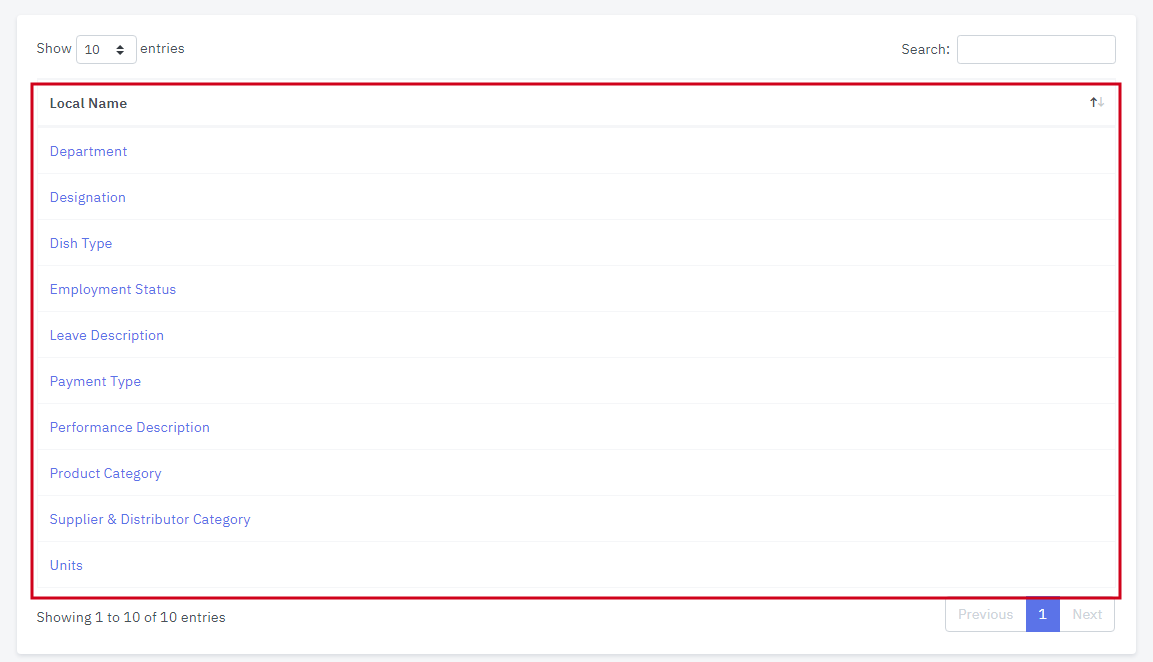 Show 10 entries Search:
Local Name
Department
Designation
Dish Type
Employment Status
Leave Description
Payment Type
Performance Description
Product Category
Supplier & Distributor Category
Units
Showing 1 to 10 of 10 entries Previous 1 Next